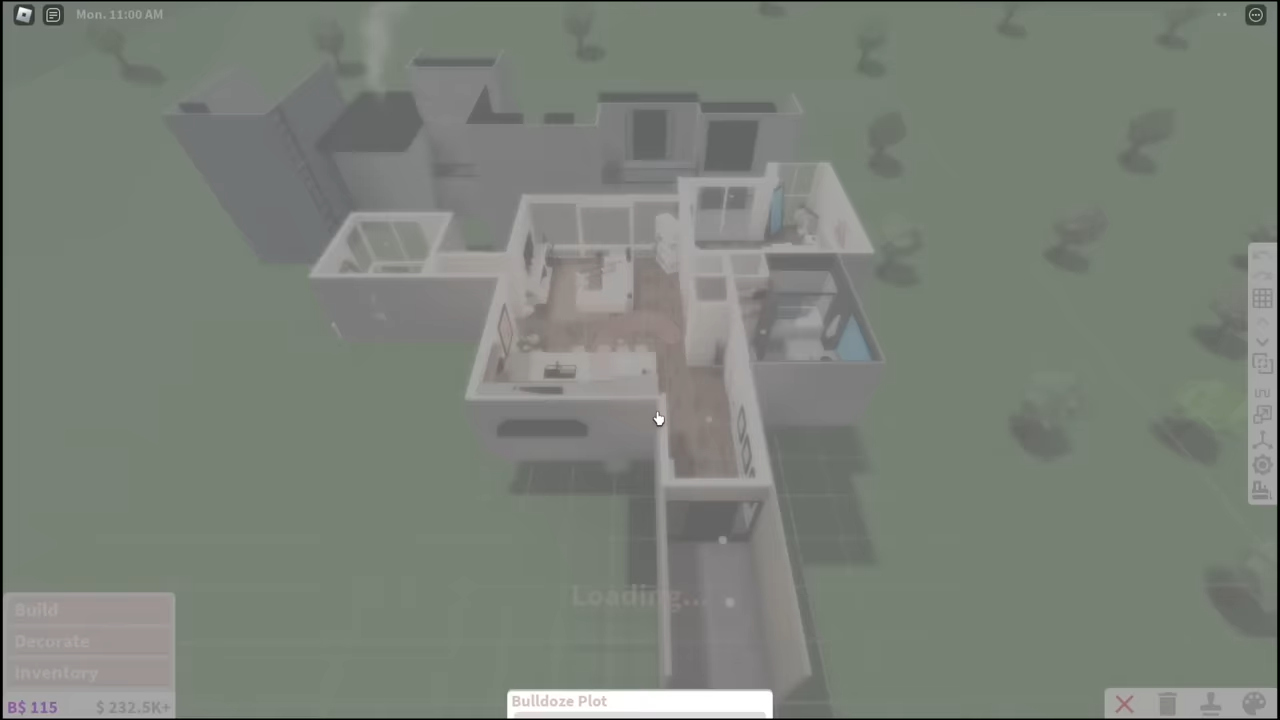 Mon. 11:00 AM
Loading...
Build
Decorate
Inventory
B$ 115 $ 232.5K+
Bulldoze Plot